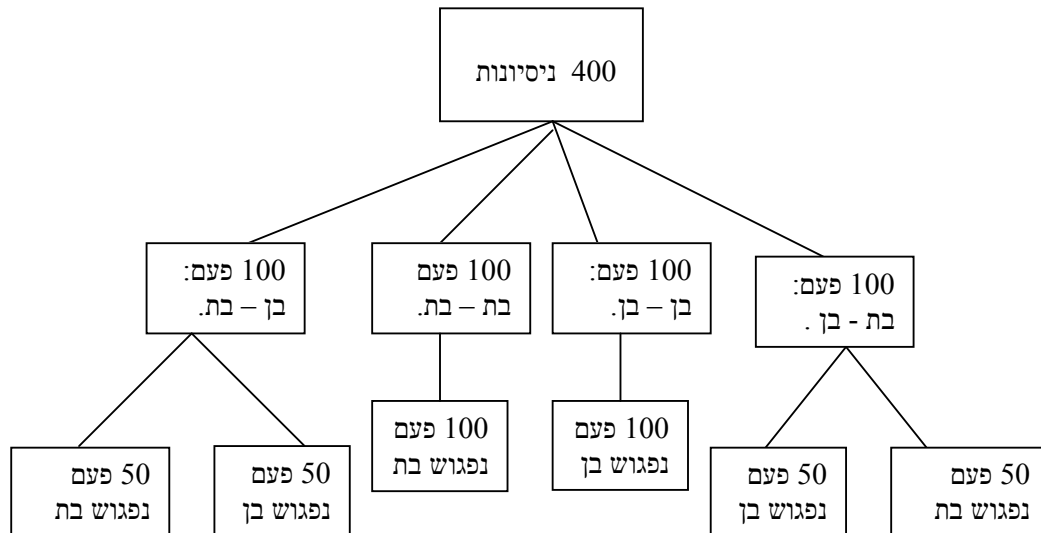 400 ניסיונות
100 פעם:
בת - בן .
100 פעם:
בן – בן.
100 פעם
בת – בת.
100 פעם:
בן – בת.
50 פעם
נפגוש בת
50 פעם
נפגוש בן
100 פעם
נפגוש בן
100 פעם
נפגוש בת
50 פעם
נפגוש בן
50 פעם
נפגוש בת